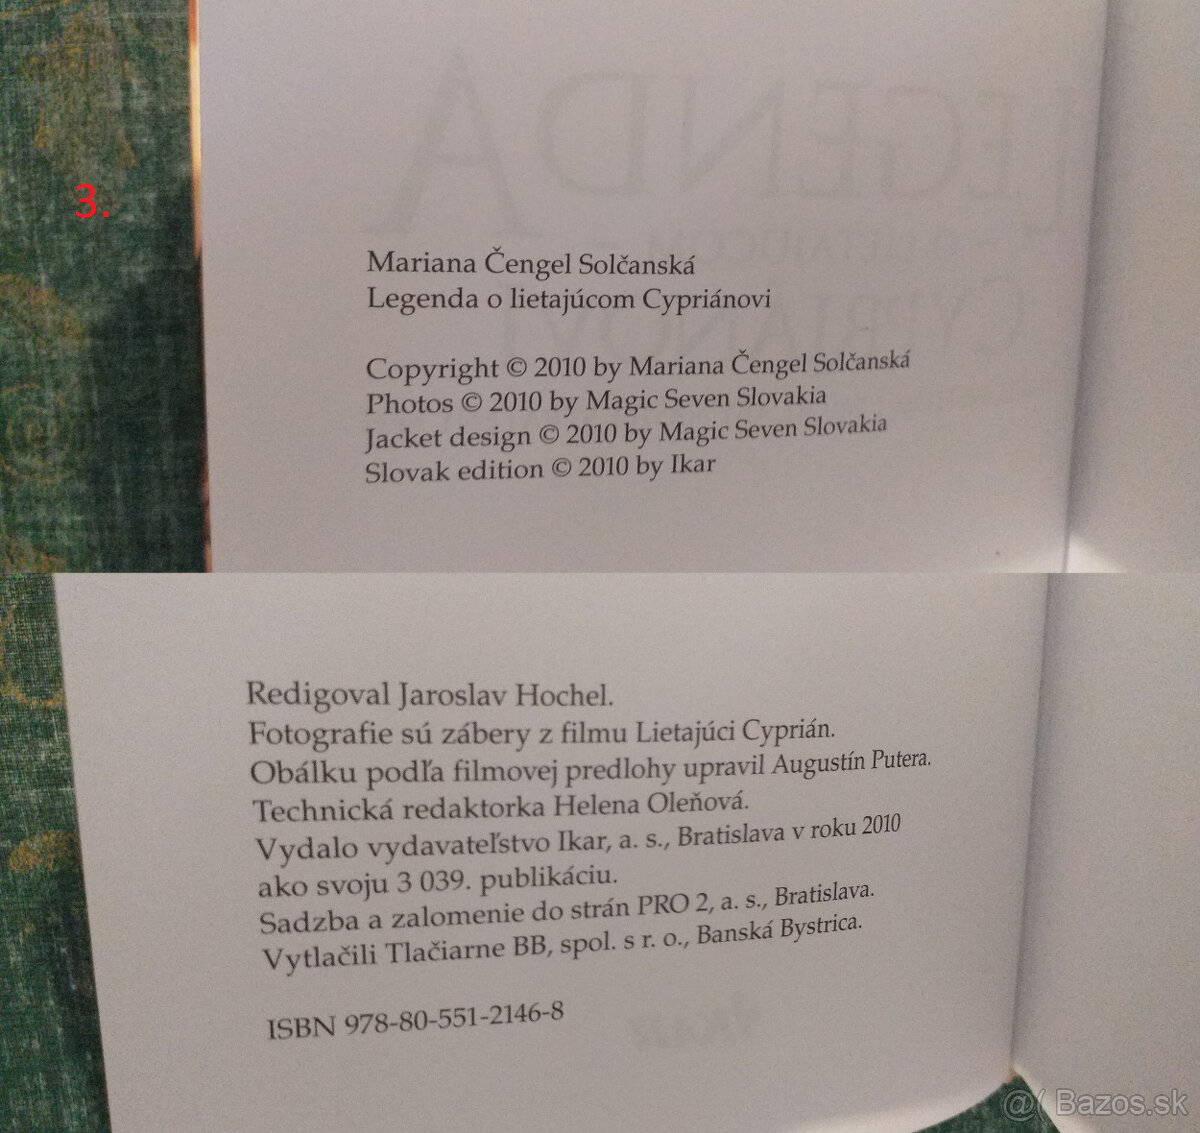 3.
LEGENDA
Mariana Čengel Solčanská
Legenda o lietajúcom Cypriánovi
Copyright © 2010 by Mariana Čengel Solčanská
Photos © 2010 by Magic Seven Slovakia
Jacket design © 2010 by Magic Seven Slovakia
Slovak edition © 2010 by Ikar
Redigoval Jaroslav Hochel.
Fotografie sú zábery z filmu Lietajúci Cyprián.
Obálku podľa filmovej predlohy upravil Augustín Putera.
Technická redaktorka Helena Oleňová.
Vydalo vydavateľstvo Ikar, a. s., Bratislava v roku 2010
ako svoju 3 039. publikáciu.
Sadzba a zalomenie do strán PRO 2, a. s., Bratislava.
Vytlačili Tlačiarne BB, spol. s r. o., Banská Bystrica.
ISBN 978-80-551-2146-8
@( Bazos.sk